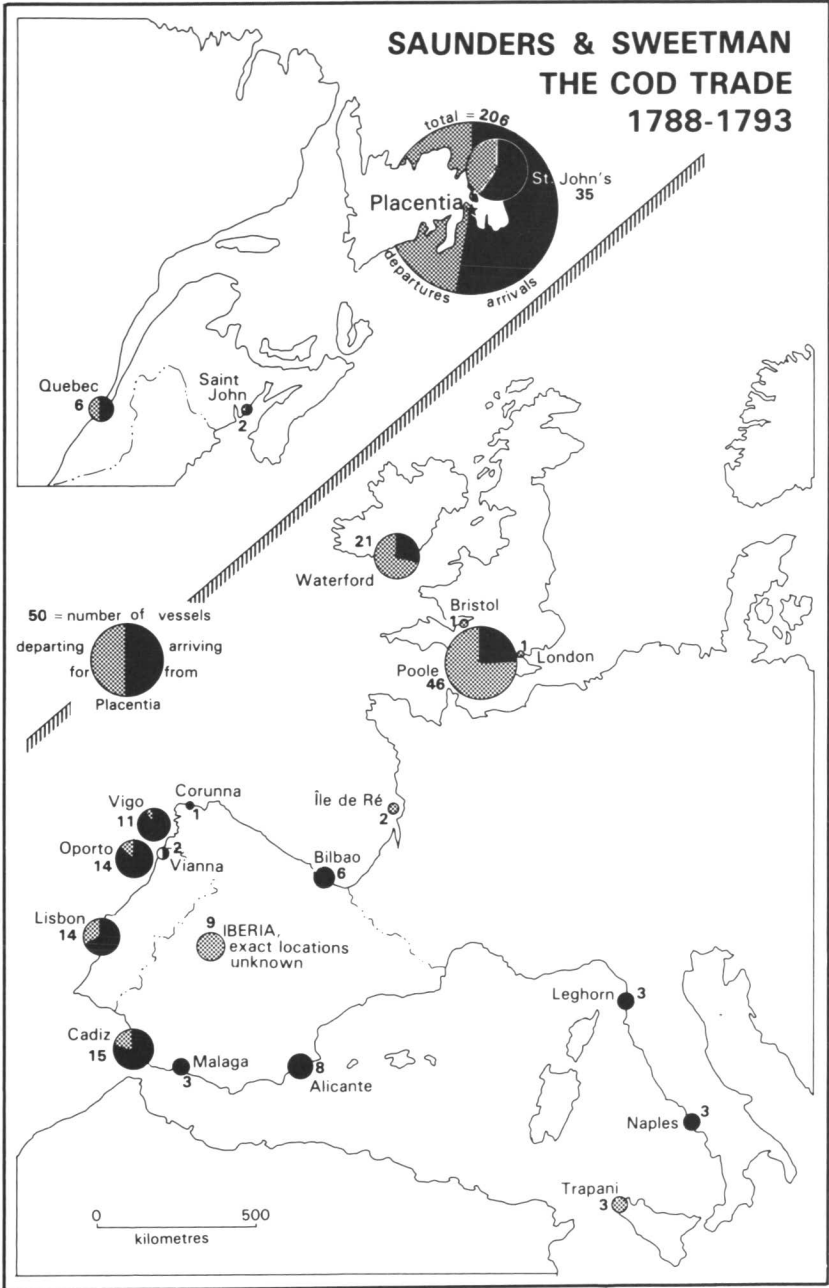 SAUNDERS & SWEETMAN
THE COD TRADE
1788-1793
total = 206
St. John's
35
Placentia
departures
arrivals
Quebec
6
Saint
John
2
21
Waterford
Bristol
1
1
London
Poole
46
50 = number of vessels
departing
arriving
for
from
Placentia
Corunna
1
Vigo
11
Île de Ré
2
Oporto
14
2
Vianna
Bilbao
6
Lisbon
14
9
IBERIA,
exact locations
unknown
Leghorn
3
Cadiz
15
Malaga
3
8
Alicante
Naples
3
Trapani
3
0
500
kilometres